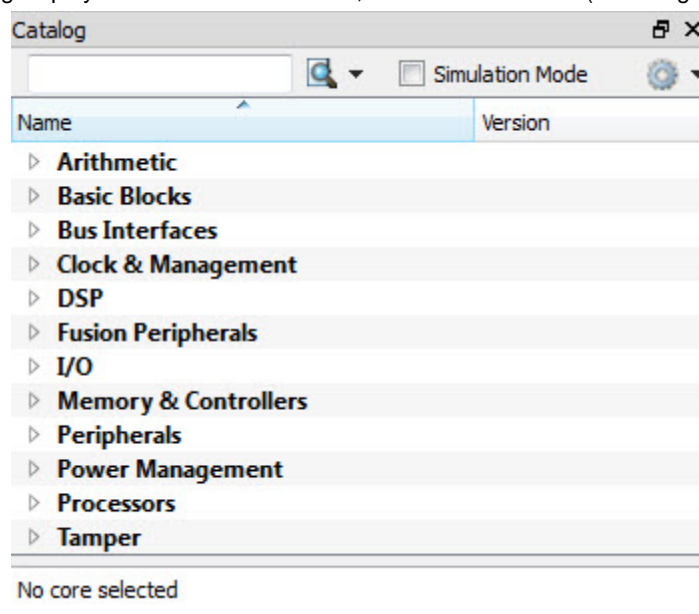 Catalog
Simulation Mode
Name Version
Arithmetic
Basic Blocks
Bus Interfaces
Clock & Management
DSP
Fusion Peripherals
I/O
Memory & Controllers
Peripherals
Power Management
Processors
Tamper
No core selected